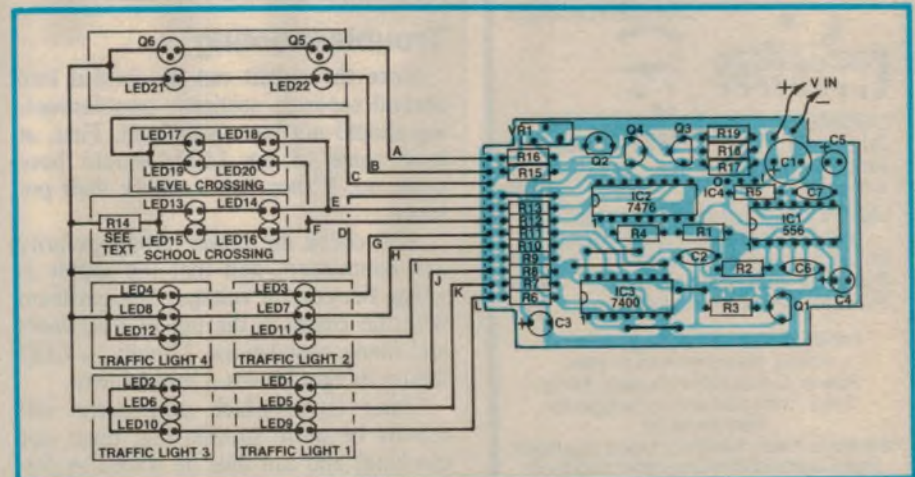 Q6 Q5
LED21 LED22
LED17 LED18
LED19 LED20
LEVEL CROSSING
LED13 LED14
R14
SEE TEXT
LED15 LED16
SCHOOL CROSSING
LED4 LED3
LED8 LED7
LED12 LED11
TRAFFIC LIGHT 4 TRAFFIC LIGHT 2
LED2 LED1
LED6 LED5
LED10 LED9
TRAFFIC LIGHT 3 TRAFFIC LIGHT 1
A
B
C
E
F
D
G
H
I
J
K
L
+ V IN
−
VR1 Q2 Q4 Q3 R19
R18
R17
R16
R15
C1 + C5
IC4 R5 C7
IC2
7476
IC1
556
R13
R12
R11
R10
R9
R8
R7
R6
R4 R1
C2 R2 C6
IC3
7400
R3 Q1 C4
+ C3